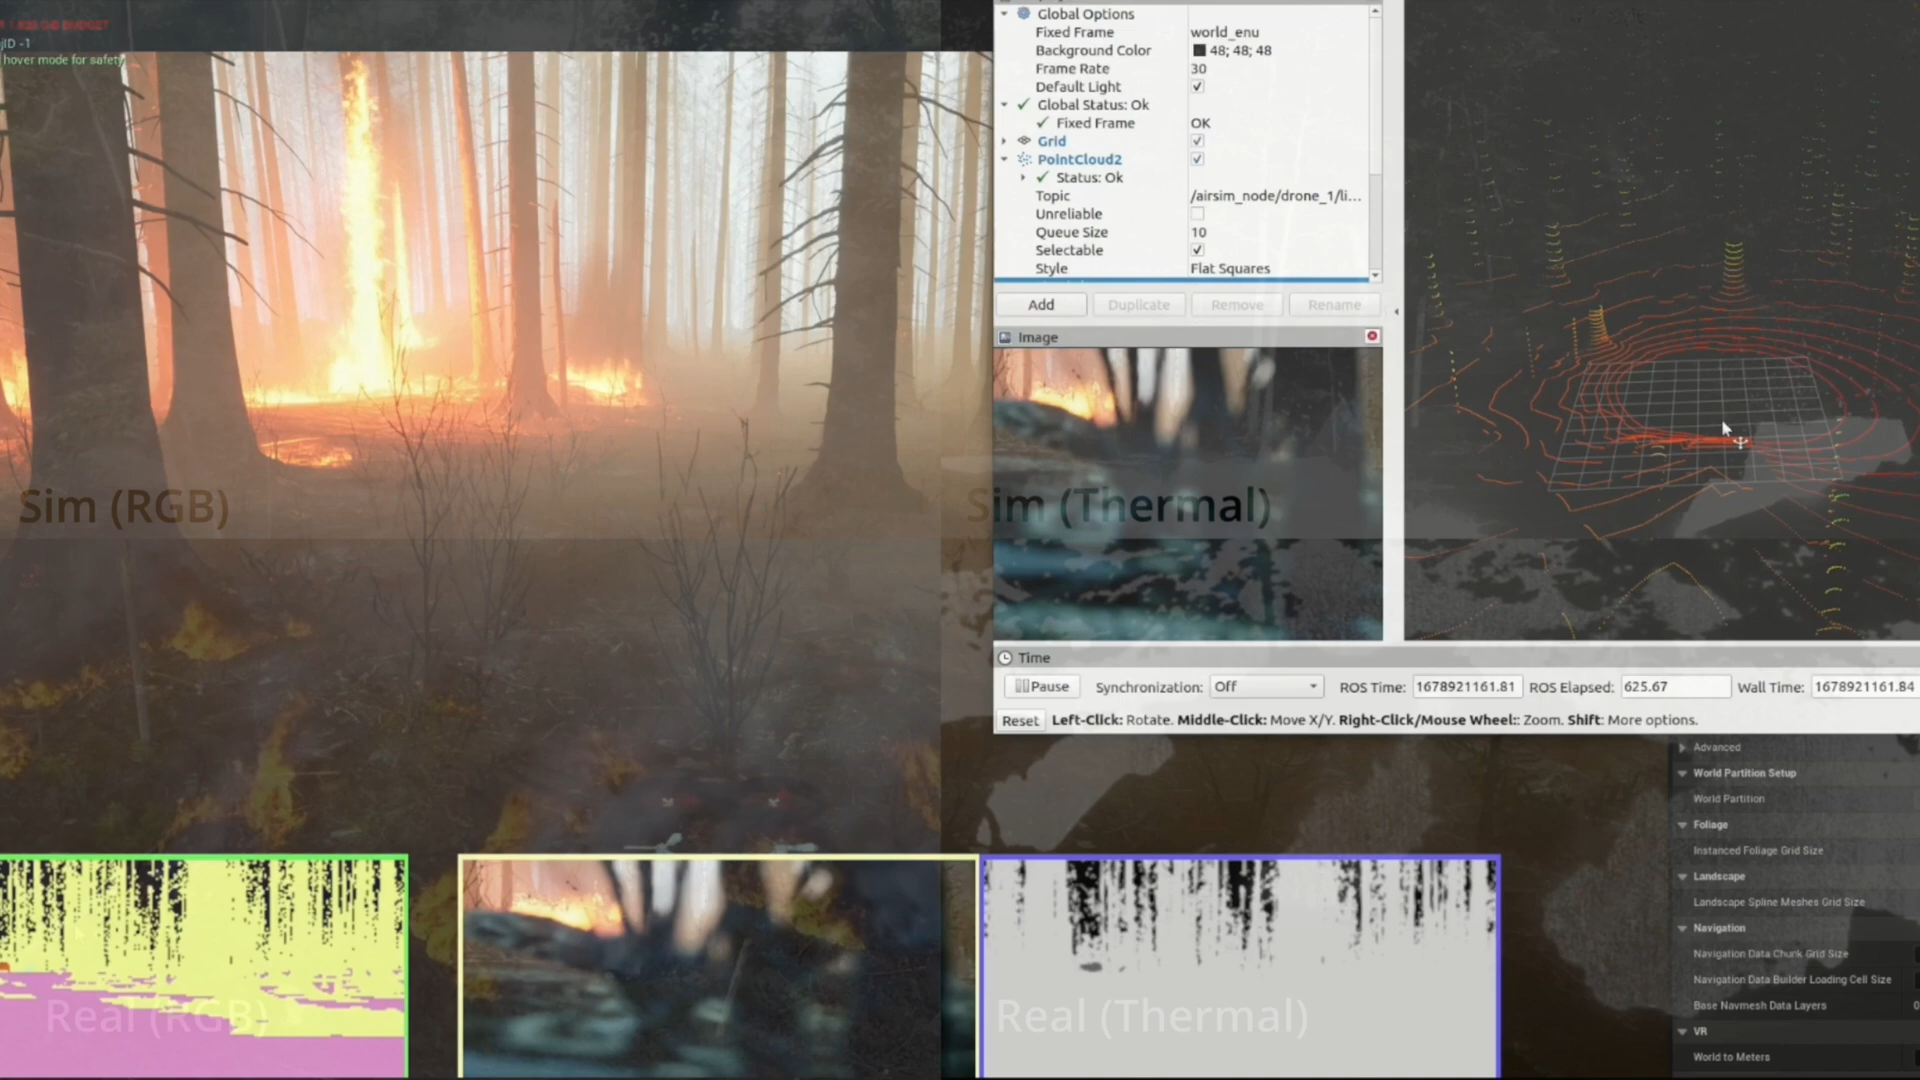 jID -1
hover mode for safety
Sim (RGB)
Sim (Thermal)
Real (RGB)
Real (Thermal)
Global Options
Fixed Frame world_enu
Background Color 48; 48; 48
Frame Rate 30
Default Light
Global Status: Ok
Fixed Frame OK
Grid
PointCloud2
Status: Ok
Topic /airsim_node/drone_1/li...
Unreliable
Queue Size 10
Selectable
Style Flat Squares
Add Duplicate Remove Rename
Image
Time
Pause Synchronization: Off ROS Time: 1678921161.81 ROS Elapsed: 625.67 Wall Time: 1678921161.84
Reset Left-Click: Rotate. Middle-Click: Move X/Y. Right-Click/Mouse Wheel:: Zoom. Shift: More options.
Advanced
World Partition Setup
World Partition
Foliage
Instanced Foliage Grid Size
Landscape
Landscape Spline Meshes Grid Size
Navigation
Navigation Data Chunk Grid Size
Navigation Data Builder Loading Cell Size
Base Navmesh Data Layers 0
VR
World to Meters